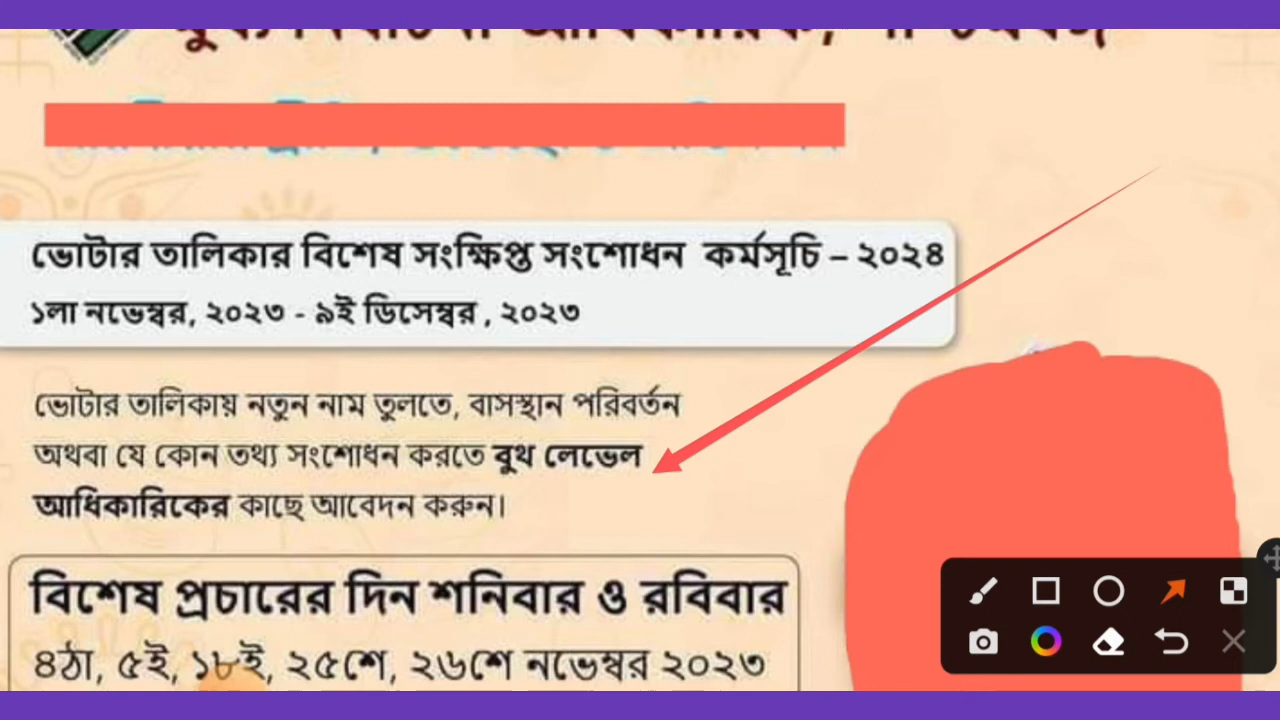 ভোটার তালিকার বিশেষ সংক্ষিপ্ত সংশোধন কর্মসূচি – ২০২৪
১লা নভেম্বর, ২০২৩ - ৯ই ডিসেম্বর , ২০২৩
ভোটার তালিকায় নতুন নাম তুলতে, বাসস্থান পরিবর্তন
অথবা যে কোন তথ্য সংশোধন করতে বুথ লেভেল
আধিকারিকের কাছে আবেদন করুন।
বিশেষ প্রচারের দিন শনিবার ও রবিবার
৪ঠা, ৫ই, ১৮ই, ২৫শে, ২৬শে নভেম্বর ২০২৩